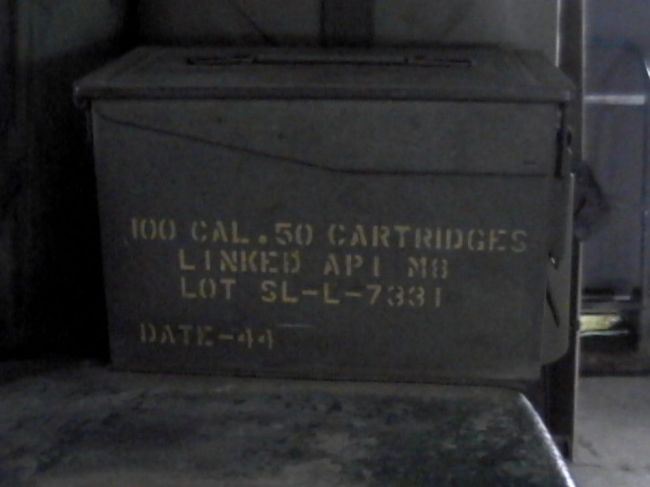 100 CAL .50 CARTRIDGES
LINKED API M8
LOT SL-L-7331
DATE-44